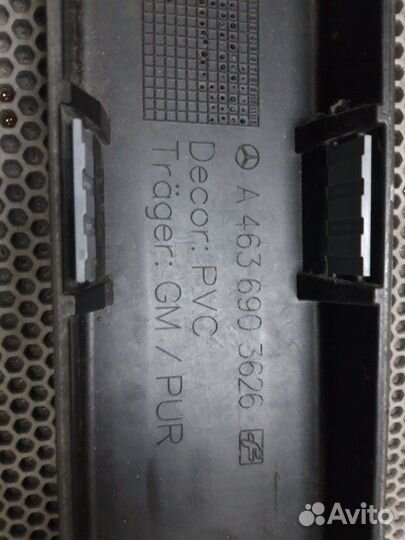 A 463 690 3626
Decor: PVC
Träger: GM / PUR
Avito